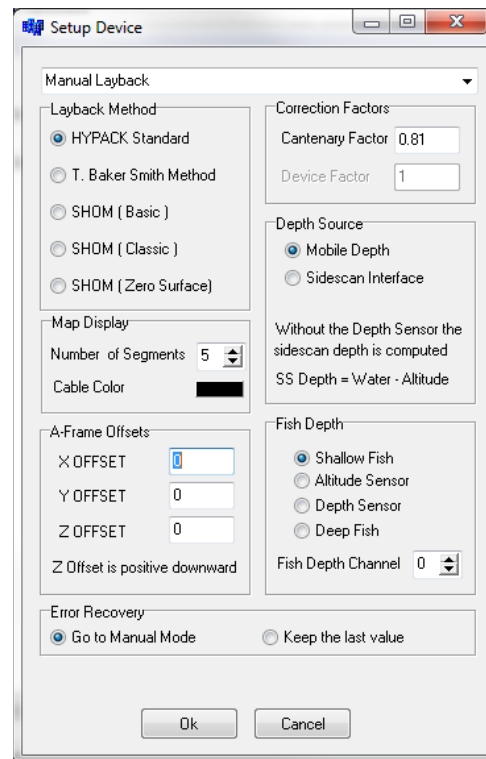 Setup Device
Manual Layback
Layback Method
HYPACK Standard
T. Baker Smith Method
SHOM ( Basic )
SHOM ( Classic )
SHOM ( Zero Surface)
Map Display
Number of Segments 5
Cable Color
A-Frame Offsets
X OFFSET 0
Y OFFSET 0
Z OFFSET 0
Z Offset is positive downward
Correction Factors
Cantenary Factor 0.81
Device Factor 1
Depth Source
Mobile Depth
Sidescan Interface
Without the Depth Sensor the
sidescan depth is computed
SS Depth = Water - Altitude
Fish Depth
Shallow Fish
Altitude Sensor
Depth Sensor
Deep Fish
Fish Depth Channel 0
Error Recovery
Go to Manual Mode Keep the last value
Ok Cancel